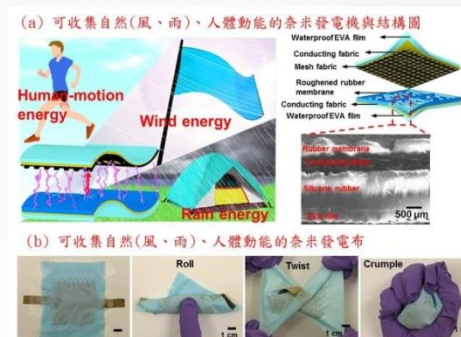 (a) 可收集自然(風、雨)、人體動能的奈米發電機與結構圖
Human-motion
energy
Wind energy
Rain energy
Waterproof EVA film
Conducting fabric
Mesh fabric
Roughened rubber
membrane
Conducting fabric
Waterproof EVA film
Rubber membrane
Silicone rubber
500 μm
(b) 可收集自然(風、雨)、人體動能的奈米發電布
Roll
Twist
Crumple
1 cm
1 cm
1 cm